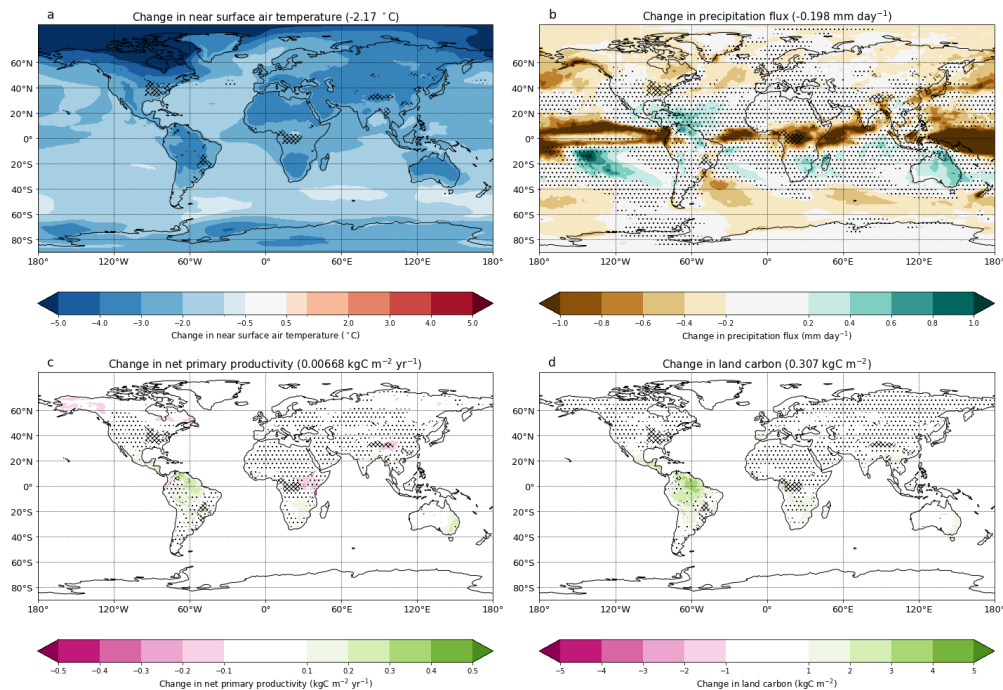 a
Change in near surface air temperature (-2.17 °C)
60°N
40°N
20°N
0°
20°S
40°S
60°S
80°S
180° 120°W 60°W 0° 60°E 120°E 180°
-5.0 -4.0 -3.0 -2.0 -0.5 0.5 2.0 3.0 4.0 5.0
Change in near surface air temperature (°C)
b
Change in precipitation flux (-0.198 mm day⁻¹)
60°N
40°N
20°N
0°
20°S
40°S
60°S
80°S
180° 120°W 60°W 0° 60°E 120°E 180°
−1.0 −0.8 −0.6 −0.4 −0.2 0.2 0.4 0.6 0.8 1.0
Change in precipitation flux (mm day⁻¹)
c
Change in net primary productivity (0.00668 kgC m⁻² yr⁻¹)
60°N
40°N
20°N
0°
20°S
40°S
60°S
80°S
180° 120°W 60°W 0° 60°E 120°E 180°
−0.5 −0.4 −0.3 −0.2 −0.1 0.1 0.2 0.3 0.4 0.5
Change in net primary productivity (kgC m⁻² yr⁻¹)
d
Change in land carbon (0.307 kgC m⁻²)
60°N
40°N
20°N
0°
20°S
40°S
60°S
80°S
180° 120°W 60°W 0° 60°E 120°E 180°
−5 −4 −3 −2 −1 1 2 3 4 5
Change in land carbon (kgC m⁻²)